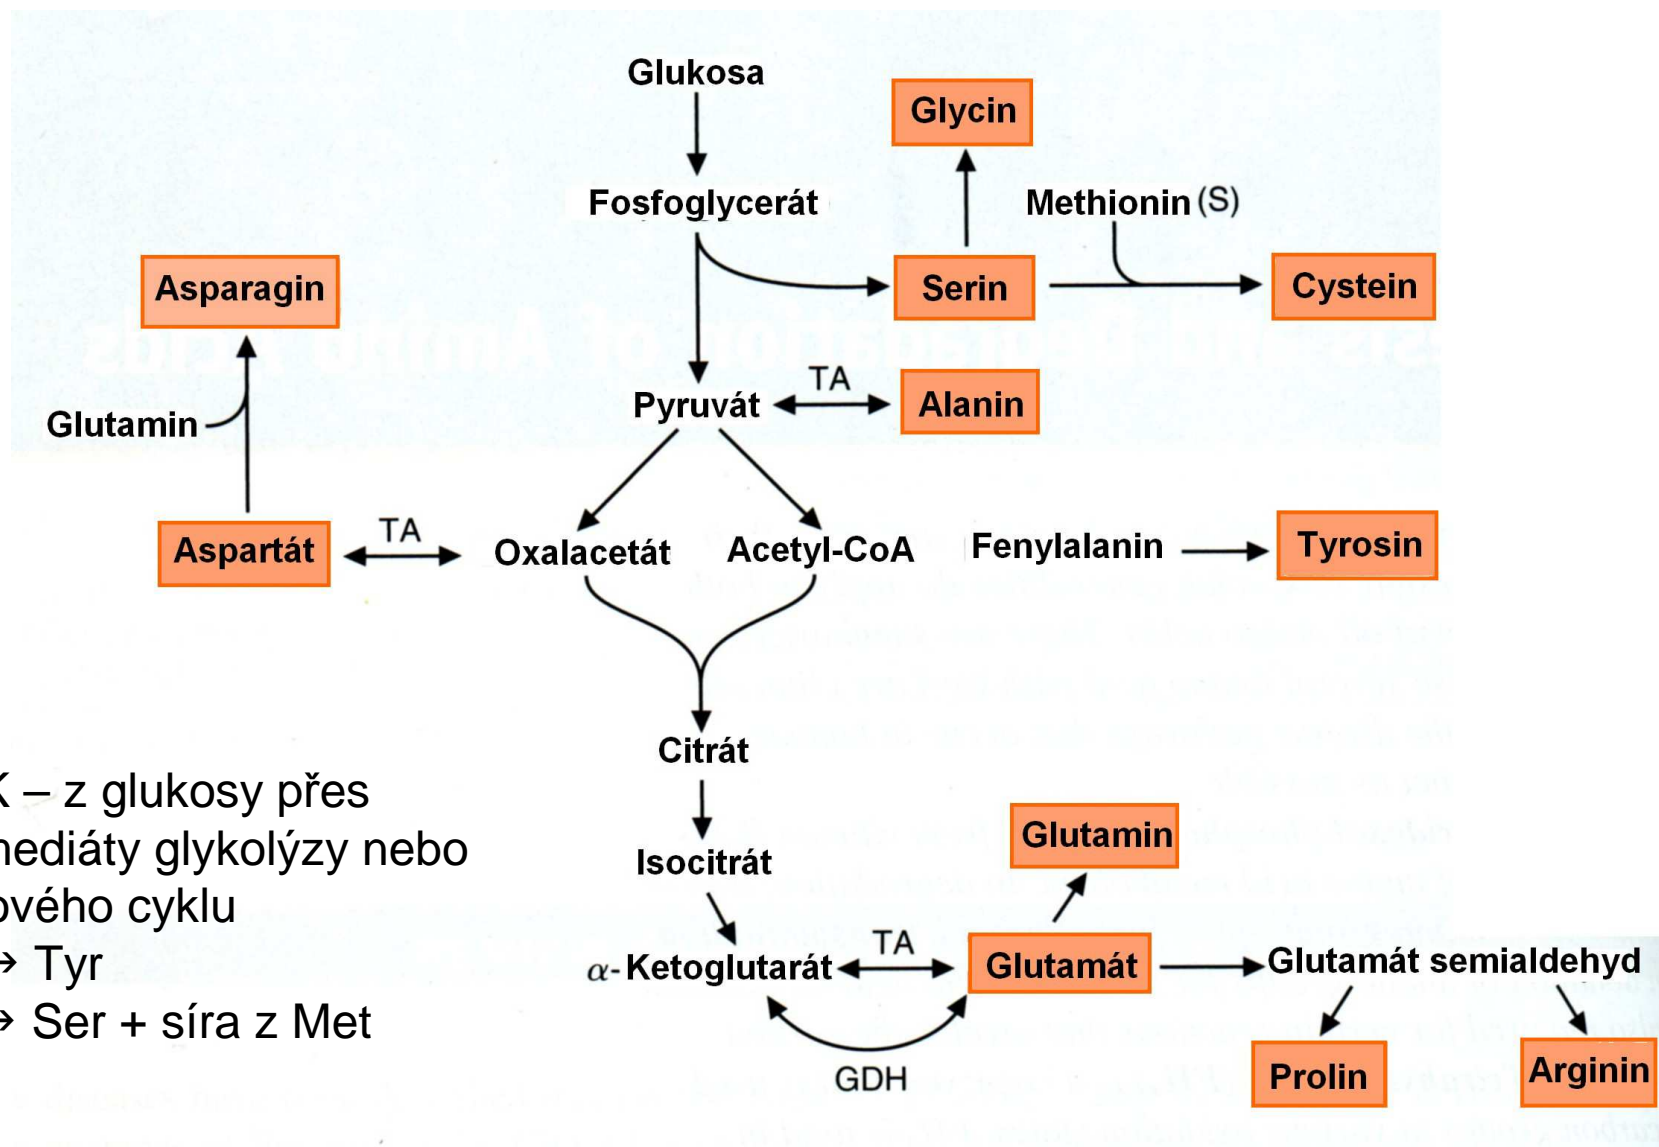 Glukosa
Glycin
Fosfoglycerát
Methionin (S)
Asparagin
Serin
Cystein
TA
Pyruvát
Alanin
Glutamin
TA
Aspartát
Oxalacetát
Acetyl-CoA
Fenylalanin
Tyrosin
Citrát
K – z glukosy přes
mediáty glykolýzy nebo
ového cyklu
→ Tyr
→ Ser + síra z Met
Isocitrát
Glutamin
α-Ketoglutarát
TA
Glutamát
Glutamát semialdehyd
GDH
Prolin
Arginin